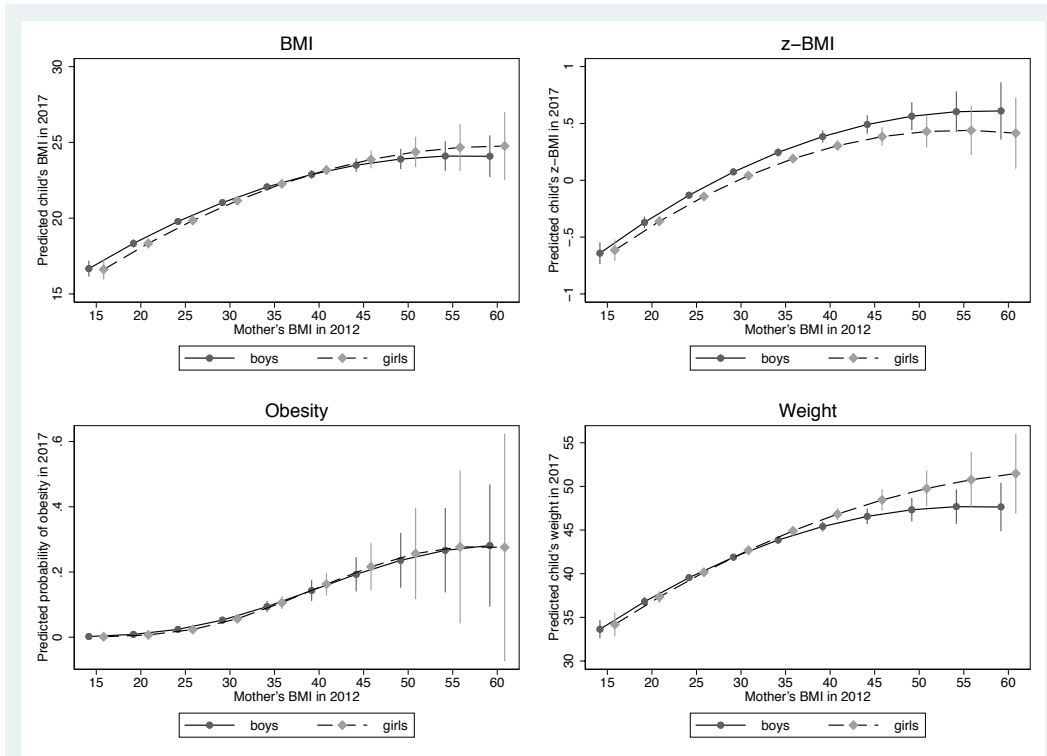 BMI
Predicted child's BMI in 2017
30
25
20
15
15 20 25 30 35 40 45 50 55 60
Mother's BMI in 2012
boys girls
z−BMI
Predicted child's z−BMI in 2017
1
.5
0
−.5
−1
15 20 25 30 35 40 45 50 55 60
Mother's BMI in 2012
boys girls
Obesity
Predicted probability of obesity in 2017
.6
.4
.2
0
15 20 25 30 35 40 45 50 55 60
Mother's BMI in 2012
boys girls
Weight
Predicted child's weight in 2017
55
50
45
40
35
30
15 20 25 30 35 40 45 50 55 60
Mother's BMI in 2012
boys girls